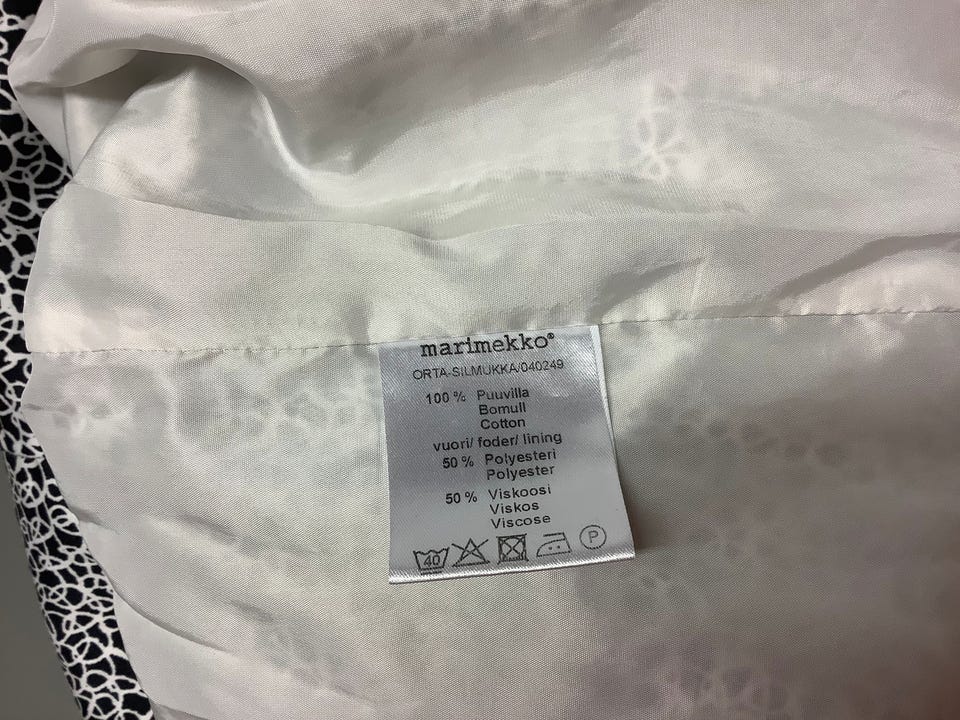 marimekko®
ORTA-SILMUKKA/040249
100 % Puuvilla
Bomull
Cotton
vuori/ foder/ lining
50 % Polyesteri
Polyester
50 % Viskoosi
Viskos
Viscose
40 P